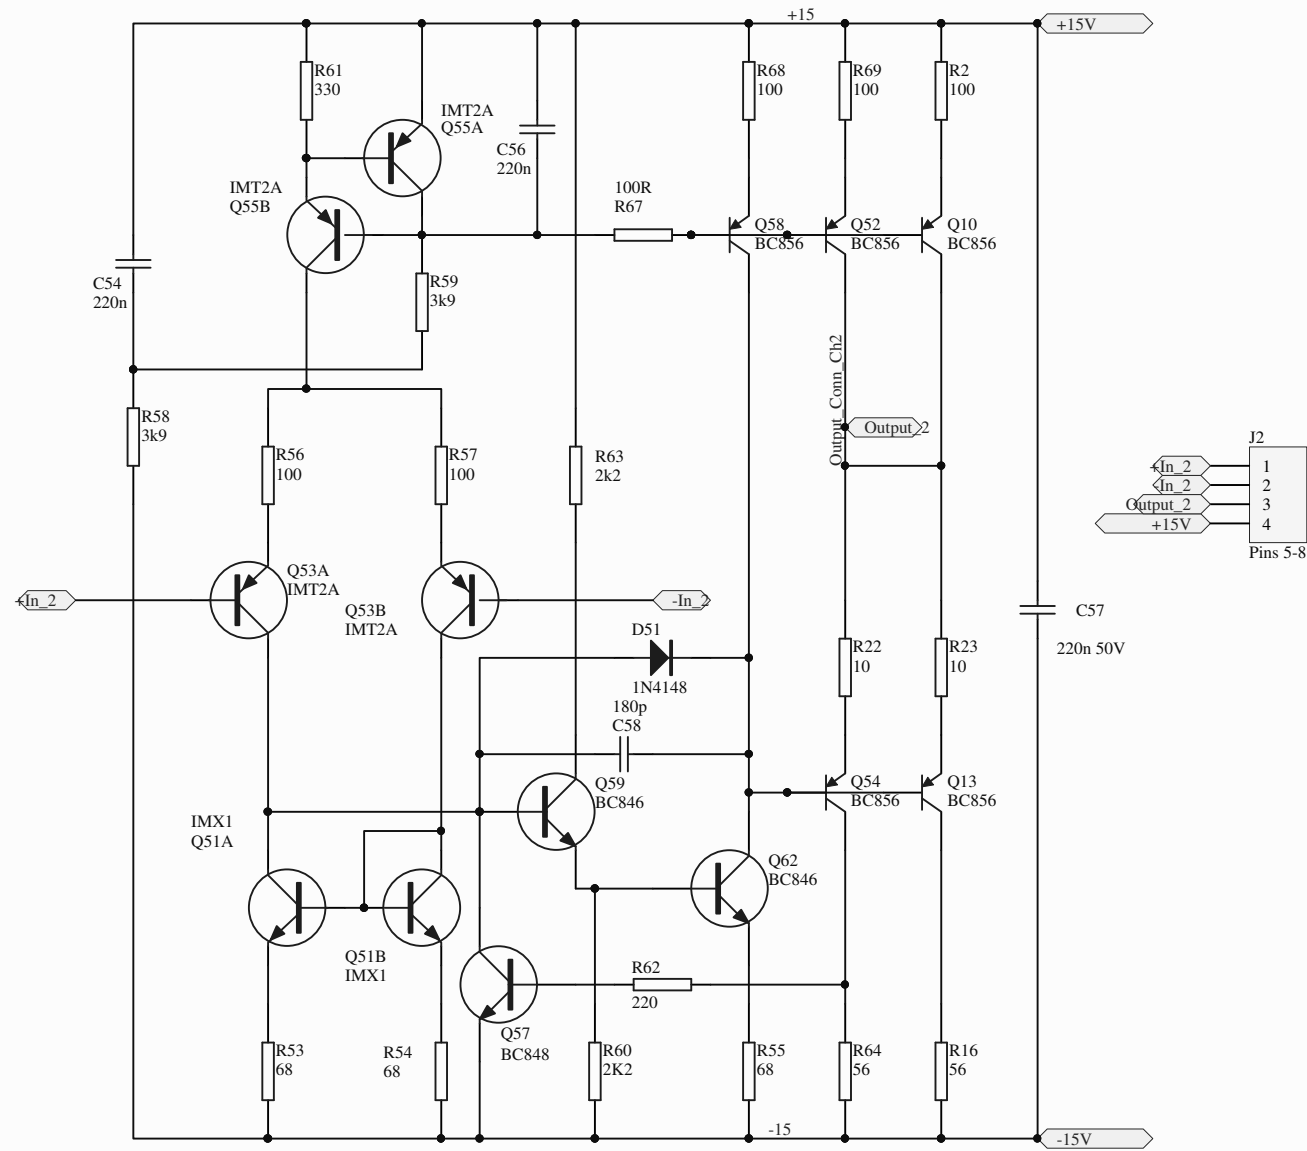 +15
+15V
R61
330
IMT2A
Q55A
C56
220n
R68
100
R69
100
R2
100
IMT2A
Q55B
100R
R67
Q58
BC856
Q52
BC856
Q10
BC856
C54
220n
R59
3k9
Output_Conn_Ch2
Output_2
R58
3k9
R56
100
R57
100
R63
2k2
J2
+In_2
1
-In_2
2
Output_2
3
+15V
4
Pins 5-8
+In_2
Q53A
IMT2A
Q53B
IMT2A
-In_2
C57
220n 50V
D51
1N4148
R22
10
R23
10
180p
C58
Q59
BC846
Q54
BC856
Q13
BC856
IMX1
Q51A
Q62
BC846
Q51B
IMX1
R62
220
Q57
BC848
R53
68
R54
68
R60
2K2
R55
68
R64
56
R16
56
-15
-15V